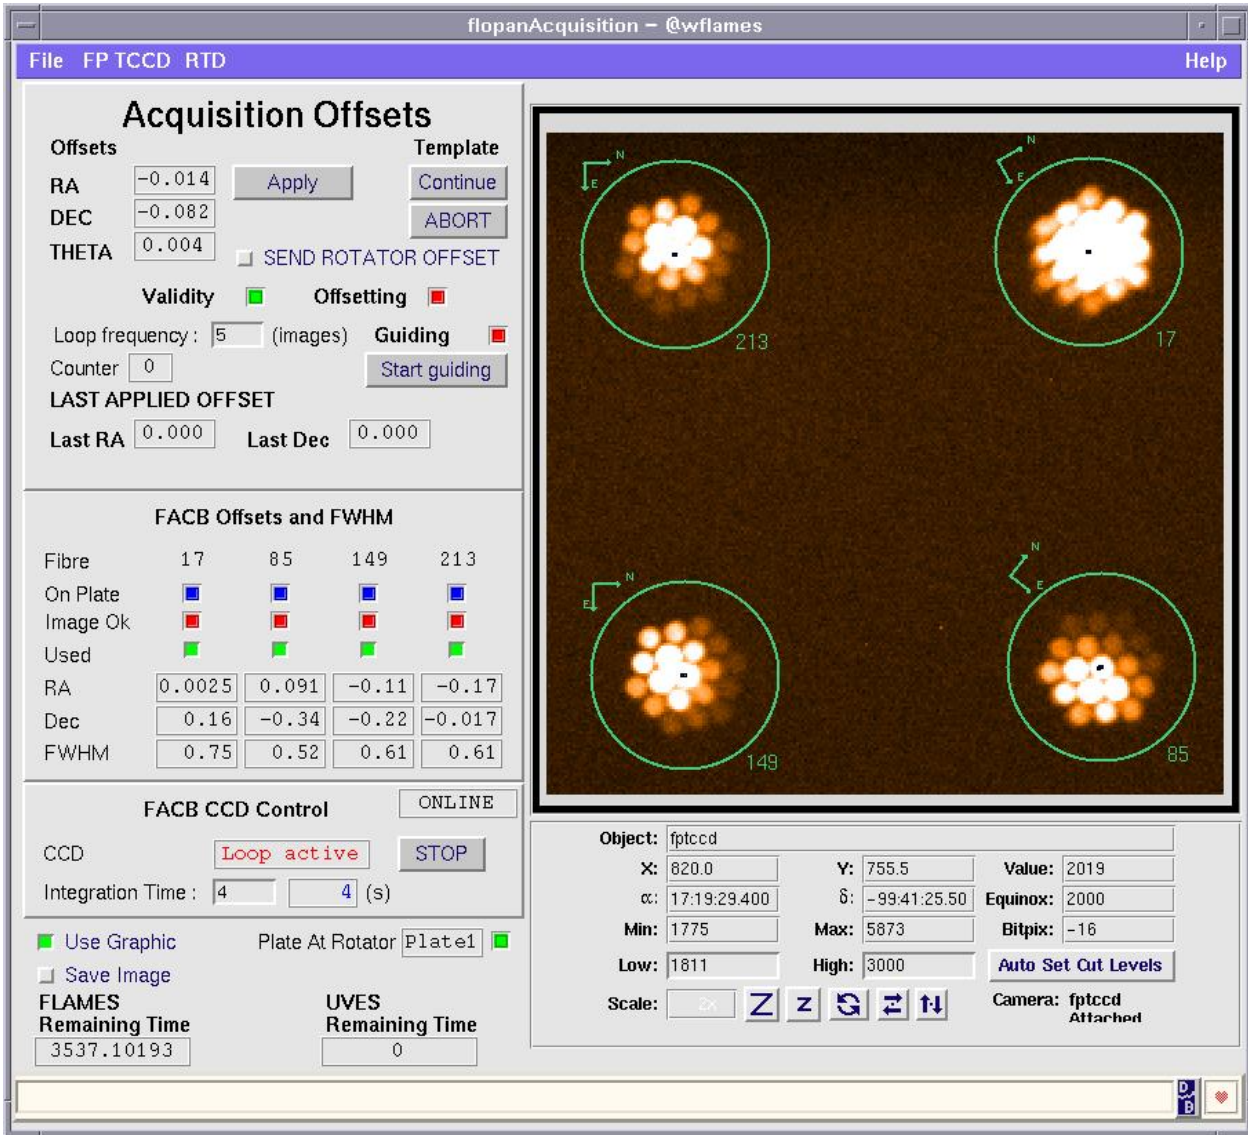 flopanAcquisition – @wflames
File FP TCCD RTD Help
Acquisition Offsets
Offsets Template
RA -0.014 Apply Continue
DEC -0.082 ABORT
THETA 0.004 SEND ROTATOR OFFSET
Validity Offsetting
Loop frequency : 5 (images) Guiding
Counter 0 Start guiding
LAST APPLIED OFFSET
Last RA 0.000 Last Dec 0.000
FACB Offsets and FWHM
Fibre 17 85 149 213
On Plate
Image Ok
Used
RA 0.0025 0.091 -0.11 -0.17
Dec 0.16 -0.34 -0.22 -0.017
FWHM 0.75 0.52 0.61 0.61
FACB CCD Control ONLINE
CCD Loop active STOP
Integration Time : 4 4 (s)
Use Graphic Plate At Rotator Plate1
Save Image
FLAMES UVES
Remaining Time Remaining Time
3537.10193 0
N E 213
N E 17
N E 149
N E 85
Object: fptccd
X: 820.0 Y: 755.5 Value: 2019
α: 17:19:29.400 δ: -99:41:25.50 Equinox: 2000
Min: 1775 Max: 5873 Bitpix: -16
Low: 1811 High: 3000 Auto Set Cut Levels
Scale: 2x Z z Camera: fptccd
Attached
D B